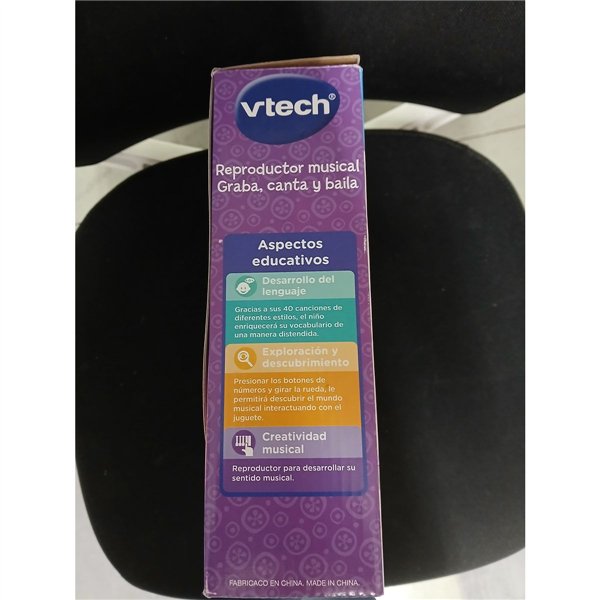 vtech®
Reproductor musical
Graba, canta y baila
Aspectos
educativos
Desarrollo del
lenguaje
Gracias a sus 40 canciones de
diferentes estilos, el niño
enriquecerá su vocabulario de
una manera distendida.
Exploración y
descubrimiento
Presionar los botones de
números y girar la rueda, le
permitirá descubrir el mundo
musical interactuando con el
juguete.
Creatividad
musical
Reproductor para desarrollar su
sentido musical.
FABRICACO EN CHINA. MADE IN CHINA.